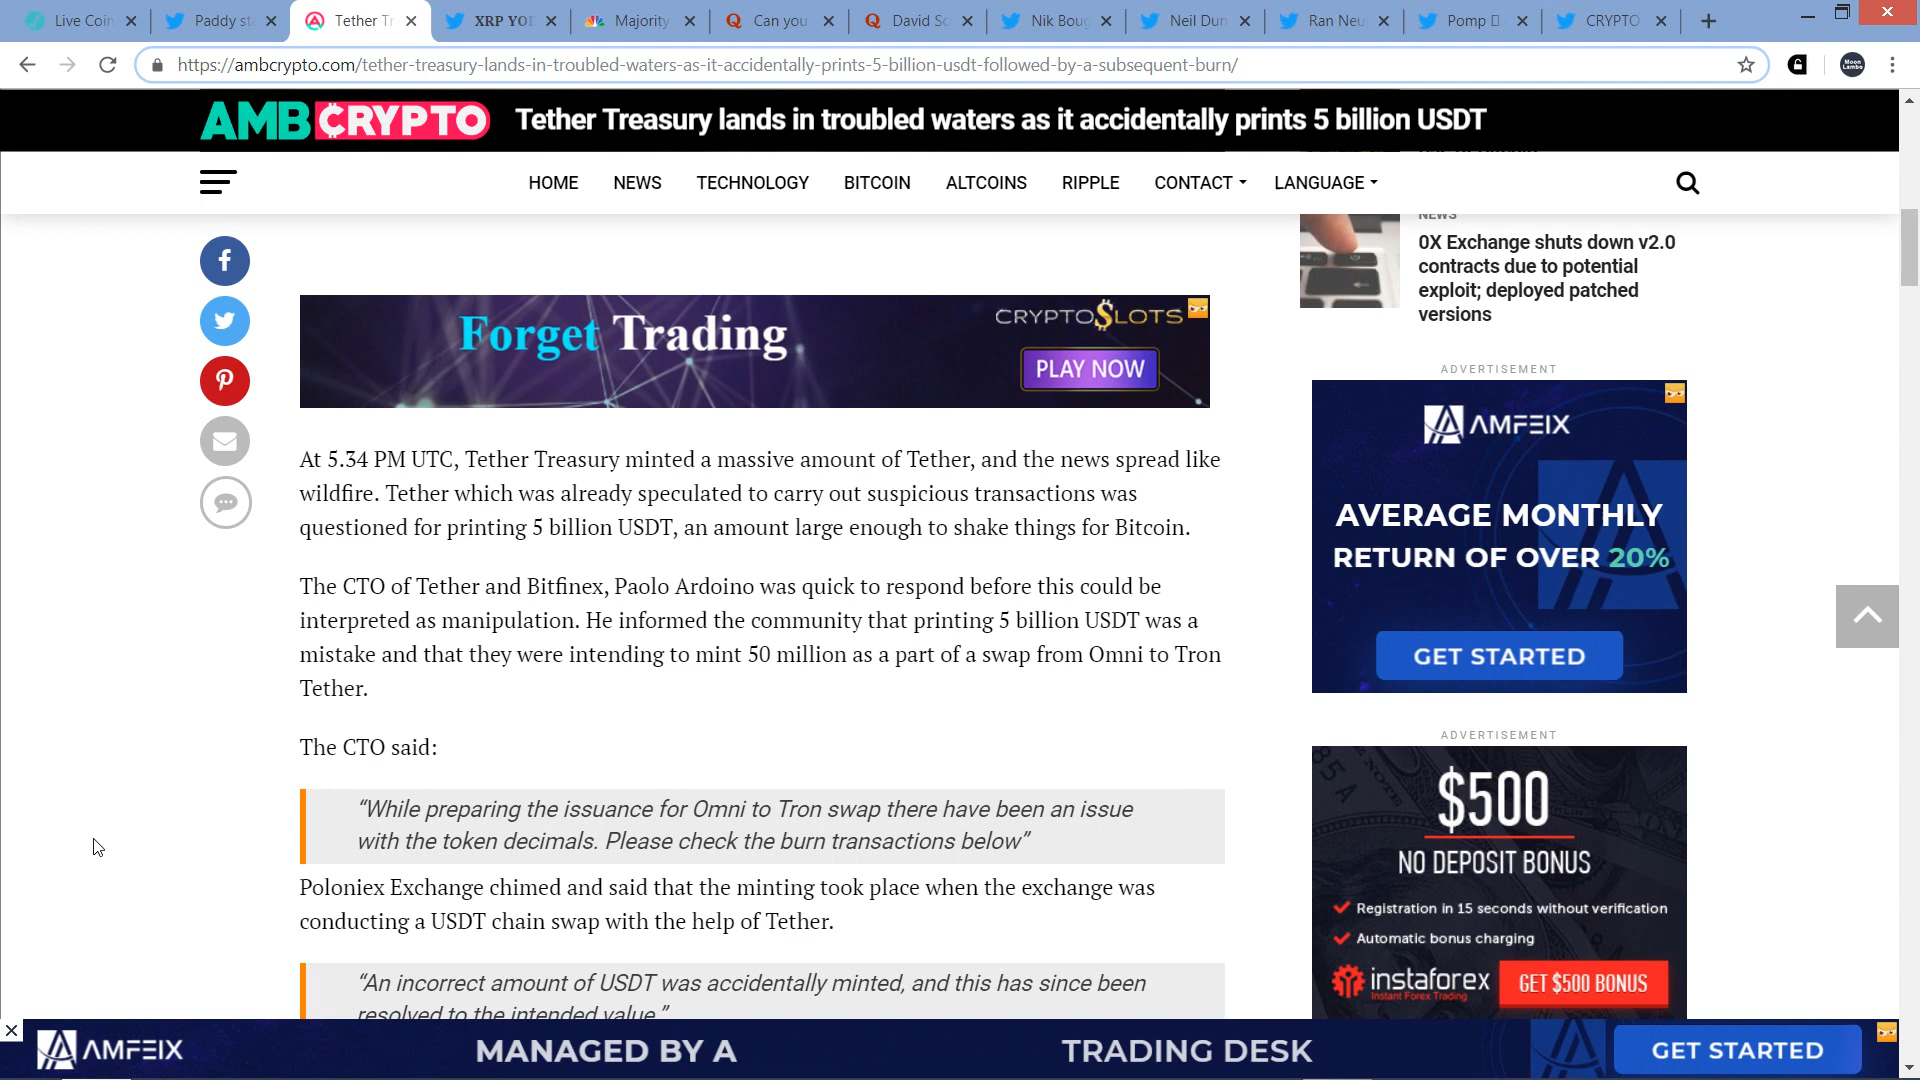 Live Coin
Paddy sta
Tether Tr
XRP YOU
Majority
Can you
David Sc
Nik Boug
Neil Dun
Ran Neu
Pomp
CRYPTO
https://ambcrypto.com/tether-treasury-lands-in-troubled-waters-as-it-accidentally-prints-5-billion-usdt-followed-by-a-subsequent-burn/
Moon
Lambo
AMBCRYPTO
Tether Treasury lands in troubled waters as it accidentally prints 5 billion USDT
HOME
NEWS
TECHNOLOGY
BITCOIN
ALTCOINS
RIPPLE
CONTACT
LANGUAGE
NEWS
0X Exchange shuts down v2.0
contracts due to potential
exploit; deployed patched
versions
Forget Trading
CRYPTO$LOTS
PLAY NOW
At 5.34 PM UTC, Tether Treasury minted a massive amount of Tether, and the news spread like
wildfire. Tether which was already speculated to carry out suspicious transactions was
questioned for printing 5 billion USDT, an amount large enough to shake things for Bitcoin.
The CTO of Tether and Bitfinex, Paolo Ardoino was quick to respond before this could be
interpreted as manipulation. He informed the community that printing 5 billion USDT was a
mistake and that they were intending to mint 50 million as a part of a swap from Omni to Tron
Tether.
The CTO said:
“While preparing the issuance for Omni to Tron swap there have been an issue
with the token decimals. Please check the burn transactions below”
Poloniex Exchange chimed and said that the minting took place when the exchange was
conducting a USDT chain swap with the help of Tether.
“An incorrect amount of USDT was accidentally minted, and this has since been
resolved to the intended value.”
ADVERTISEMENT
AMFEIX
AVERAGE MONTHLY
RETURN OF OVER 20%
GET STARTED
ADVERTISEMENT
$500
NO DEPOSIT BONUS
Registration in 15 seconds without verification
Automatic bonus charging
instaforex
Instant Forex Trading
GET $500 BONUS
AMFEIX
MANAGED BY A
TRADING DESK
GET STARTED